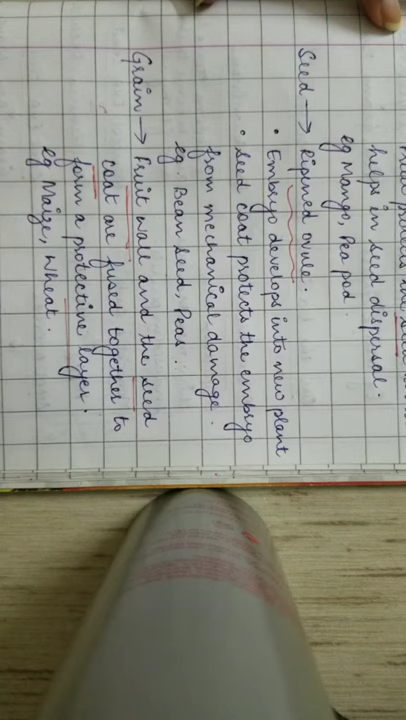 helps in seed dispersal.
eg Mango, Pea pod.
Seed → Ripened ovule.
• Embryo develops into new plant
• Seed coat protects the embryo
from mechanical damage.
eg. Bean seed, Peas.
Grain → Fruit wall and the seed
coat are fused together to
form a protective layer.
eg Maize, Wheat.